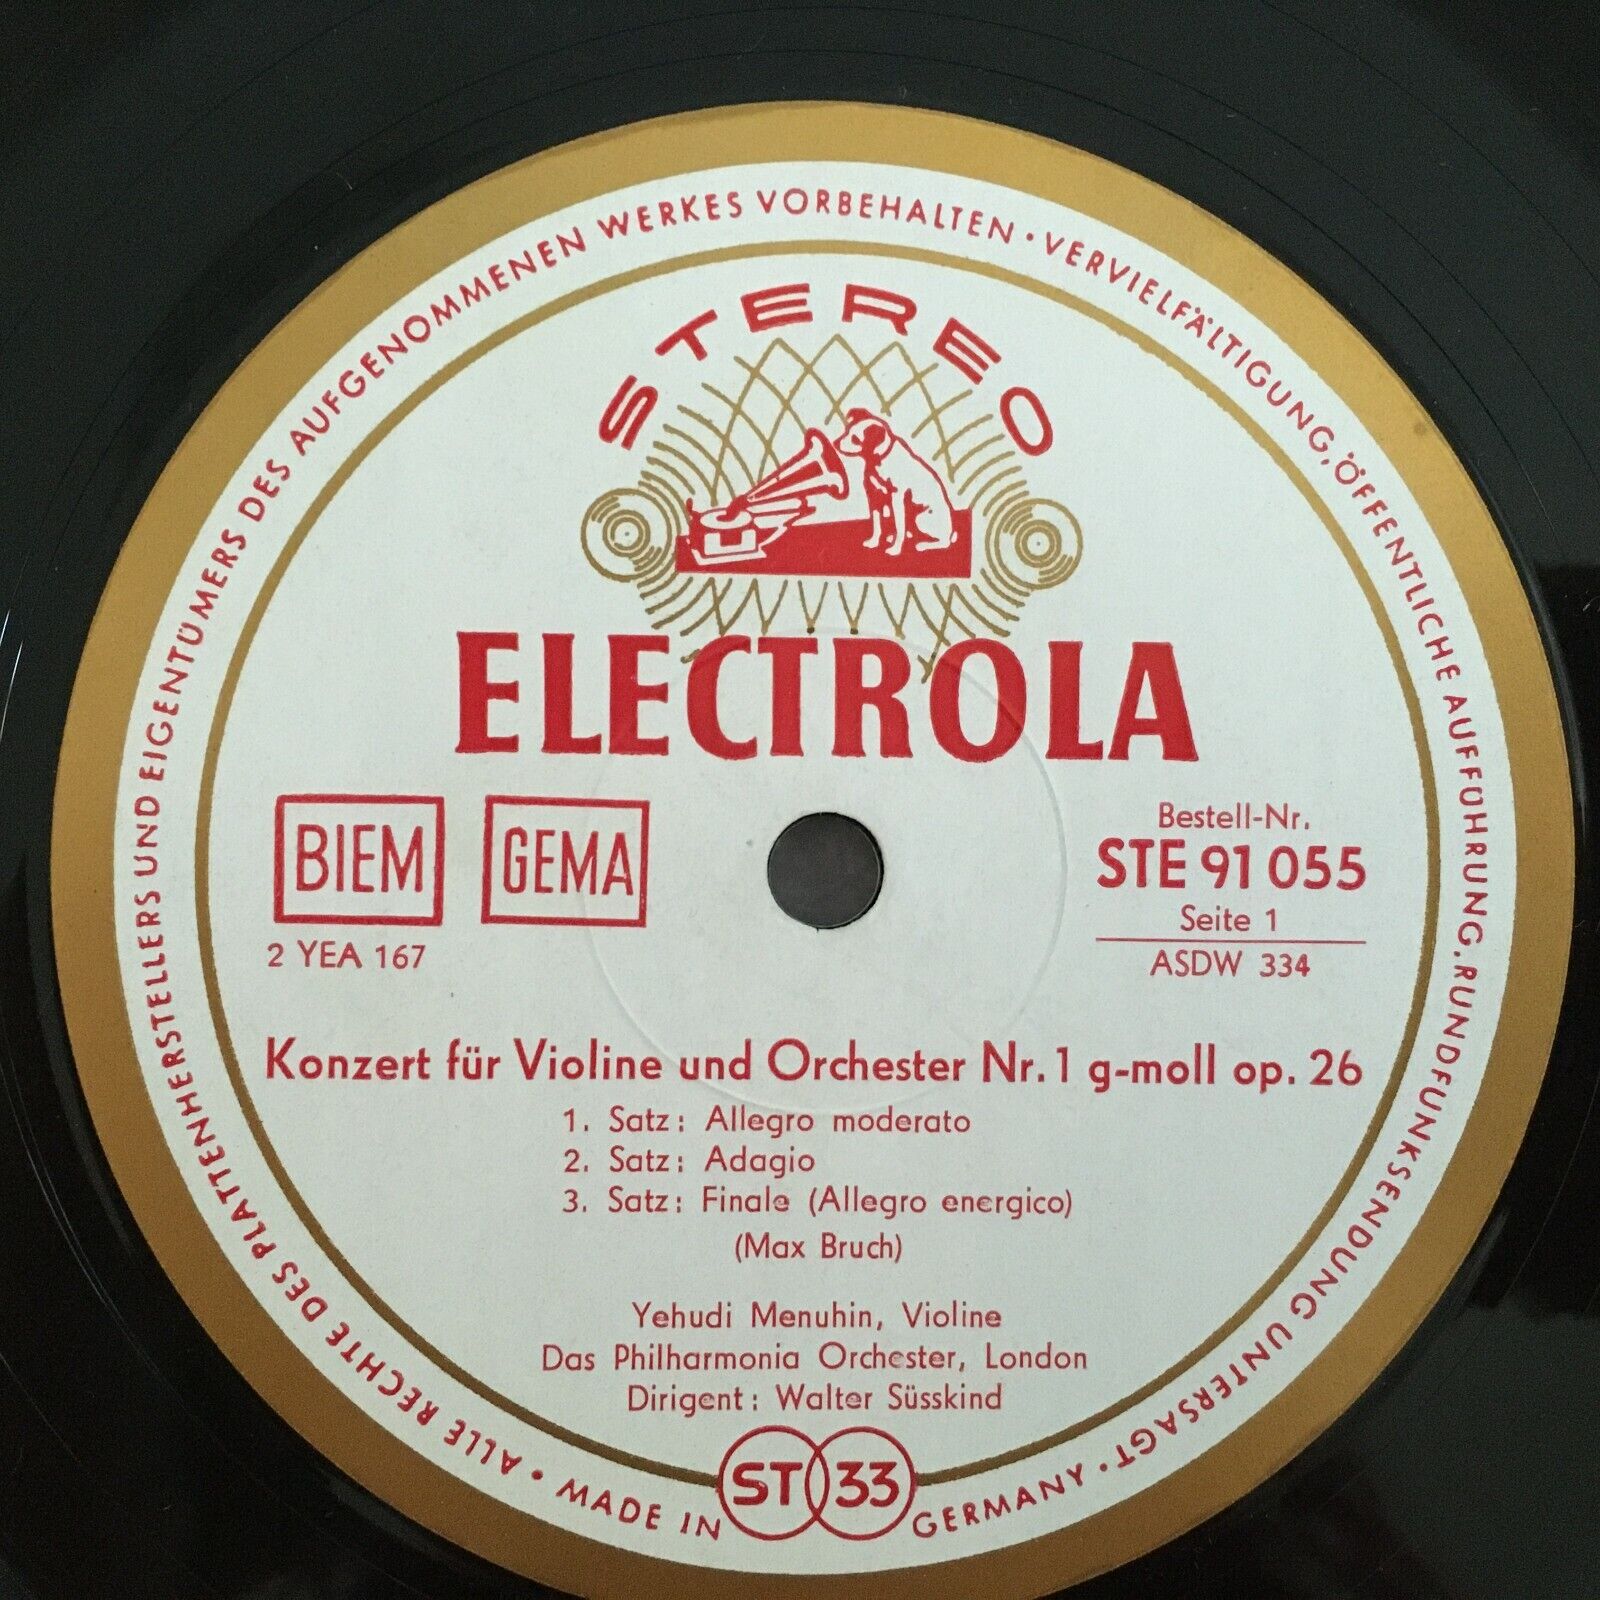 ALLE RECHTE DES PLATTENHERSTELLERS UND EIGENTÜMERS DES AUFGENOMMENEN WERKES VORBEHALTEN · VERVIELFÄLTIGUNG, ÖFFENTLICHE AUFFÜHRUNG, RUNDFUNKSENDUNG UNTERSAGT ·
STEREO
ELECTROLA
BIEM GEMA
2 YEA 167
Bestell-Nr.
STE 91 055
Seite 1
ASDW 334
Konzert für Violine und Orchester Nr. 1 g-moll op. 26
1. Satz: Allegro moderato
2. Satz: Adagio
3. Satz: Finale (Allegro energico)
(Max Bruch)
Yehudi Menuhin, Violine
Das Philharmonia Orchester, London
Dirigent: Walter Süsskind
ST 33
MADE IN GERMANY